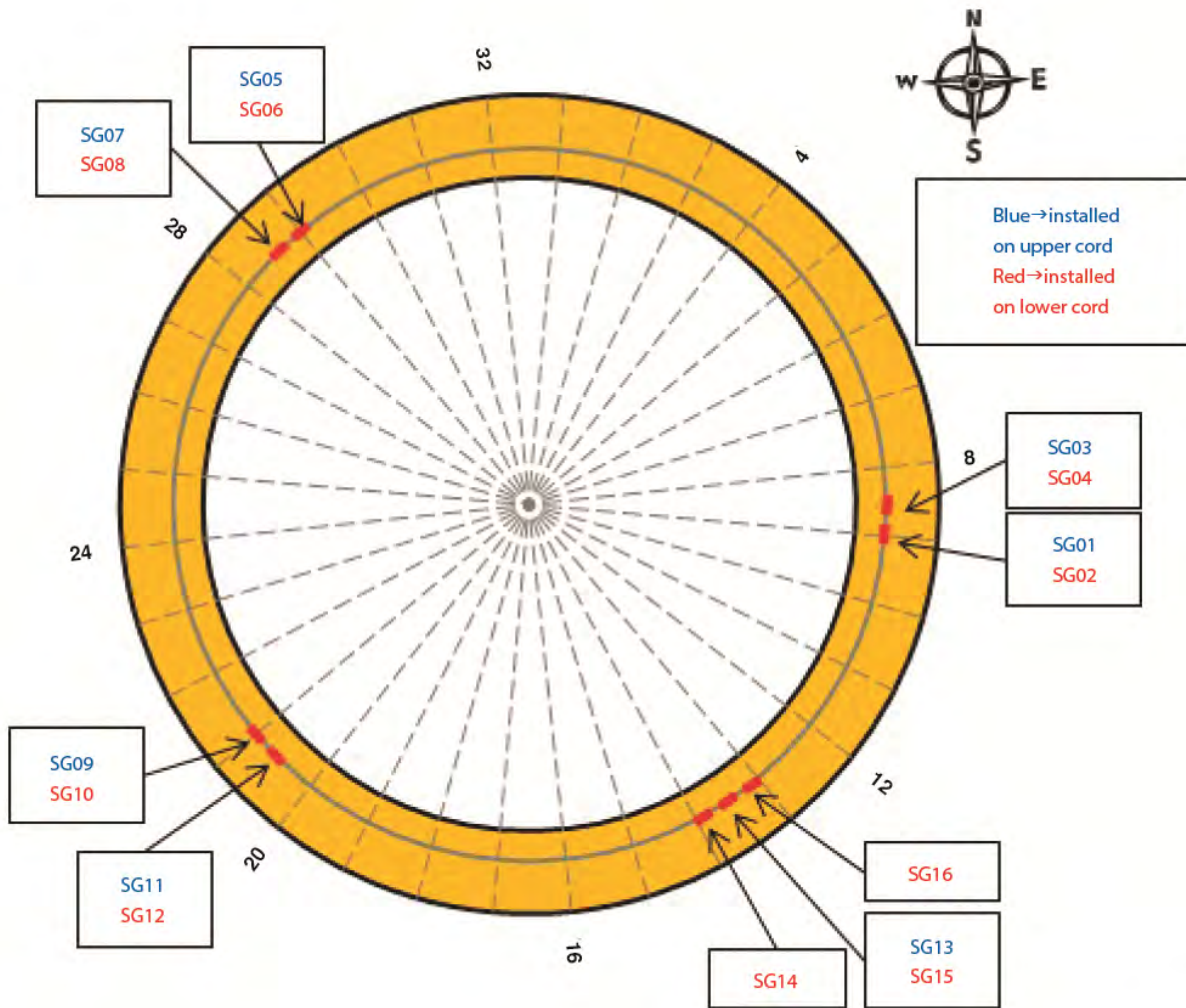 N
W E
S
32
4
8
12
16
20
24
28
SG05
SG06
SG07
SG08
Blue→installed
on upper cord
Red→installed
on lower cord
SG03
SG04
SG01
SG02
SG09
SG10
SG11
SG12
SG16
SG13
SG15
SG14